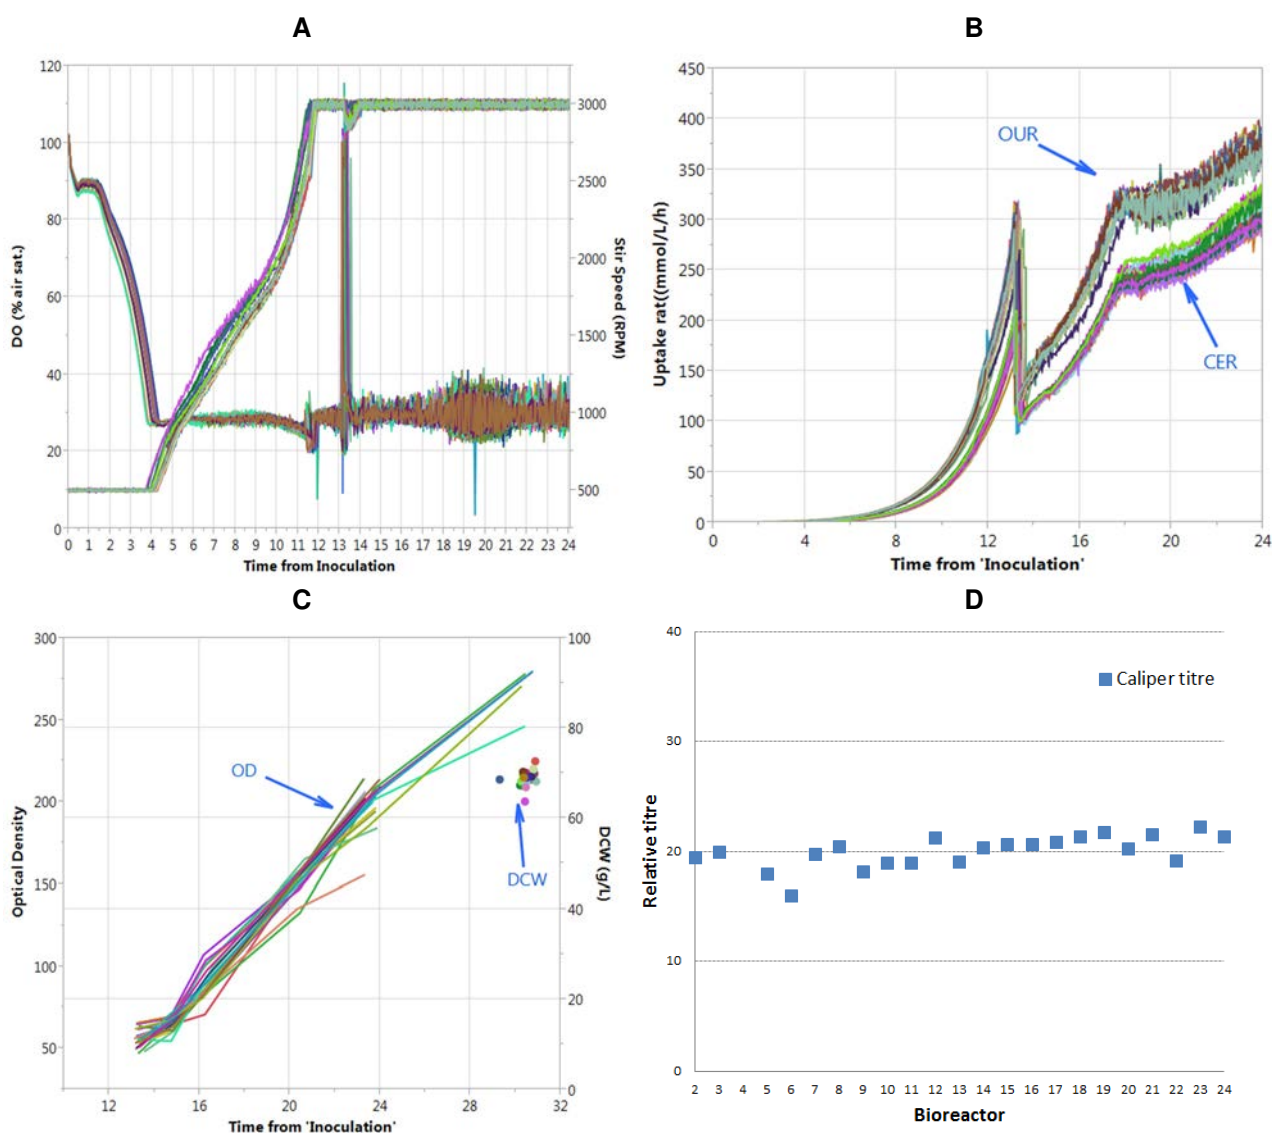 A
120
100
80
60
40
20
0
DO (% air sat.)
3000
2500
2000
1500
1000
500
Stir Speed (RPM)
0 1 2 3 4 5 6 7 8 9 10 11 12 13 14 15 16 17 18 19 20 21 22 23 24
Time from Inoculation
B
450
400
350
300
250
200
150
100
50
0
Uptake rat((mmol/L/h)
OUR
CER
0 4 8 12 16 20 24
Time from 'Inoculation'
C
300
250
200
150
100
50
Optical Density
OD
DCW
100
80
60
40
20
0
DCW (g/L)
12 16 20 24 28 32
Time from 'Inoculation'
D
40
30
20
10
0
Relative titre
Caliper titre
2 3 4 5 6 7 8 9 10 11 12 13 14 15 16 17 18 19 20 21 22 23 24
Bioreactor